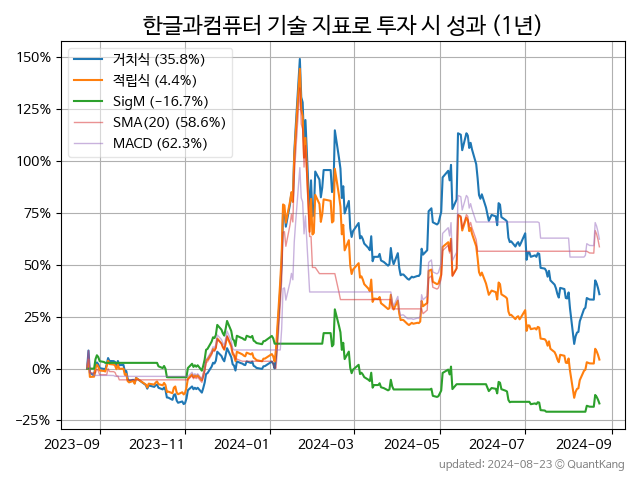 한글과컴퓨터 기술 지표로 투자 시 성과 (1년)
거치식 (35.8%)
적립식 (4.4%)
SigM (−16.7%)
SMA(20) (58.6%)
MACD (62.3%)
150%
125%
100%
75%
50%
25%
0%
−25%
2023-09 2023-11 2024-01 2024-03 2024-05 2024-07 2024-09
updated: 2024-08-23 ⓒ QuantKang